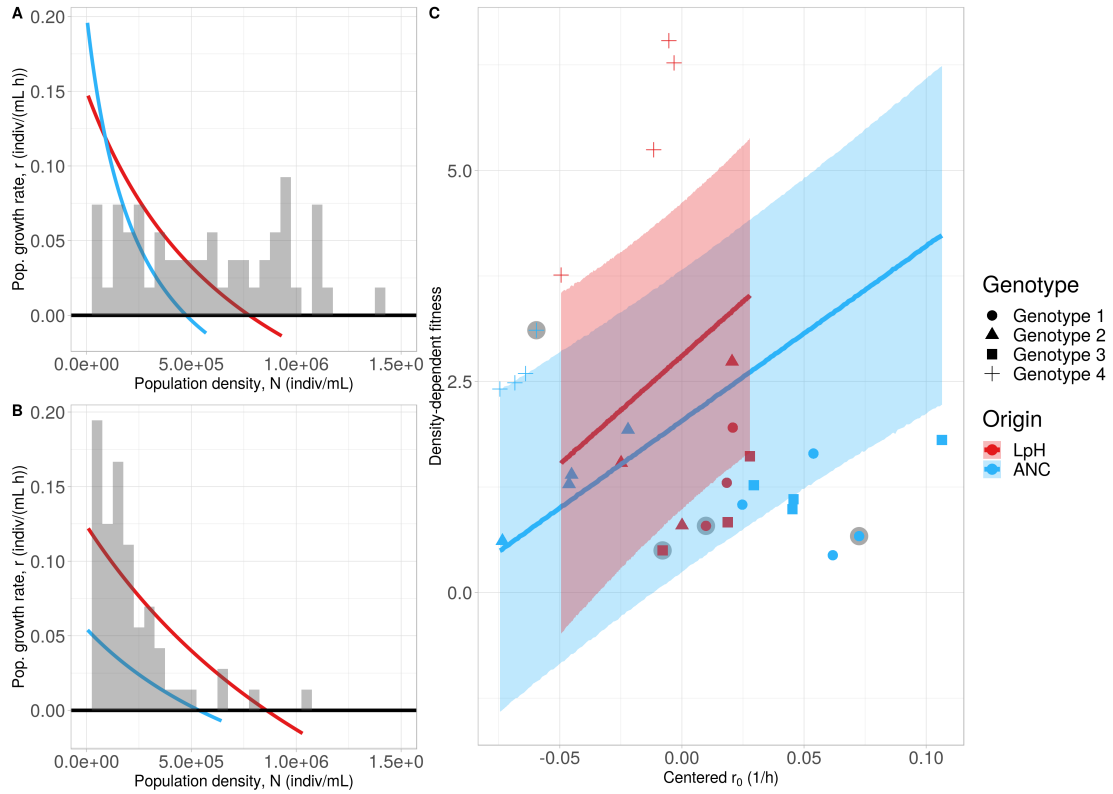 A
Pop. growth rate, r (indiv/(mL h))
0.20
0.15
0.10
0.05
0.00
0.0e+00
5.0e+05
1.0e+06
1.5e+0
Population density, N (indiv/mL)
B
Pop. growth rate, r (indiv/(mL h))
0.20
0.15
0.10
0.05
0.00
0.0e+00
5.0e+05
1.0e+06
1.5e+0
Population density, N (indiv/mL)
C
Density-dependent fitness
5.0
2.5
0.0
-0.05
0.00
0.05
0.10
Centered r₀ (1/h)
Genotype
Genotype 1
Genotype 2
Genotype 3
Genotype 4
Origin
LpH
ANC